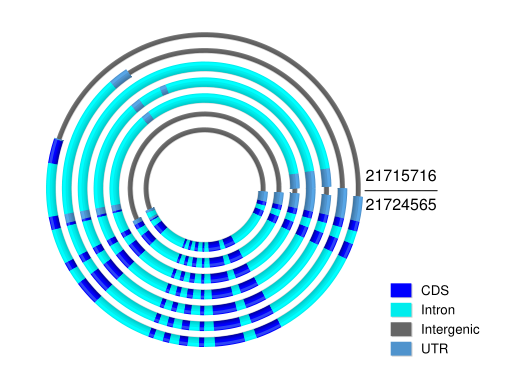 21715716
21724565
CDS
Intron
Intergenic
UTR